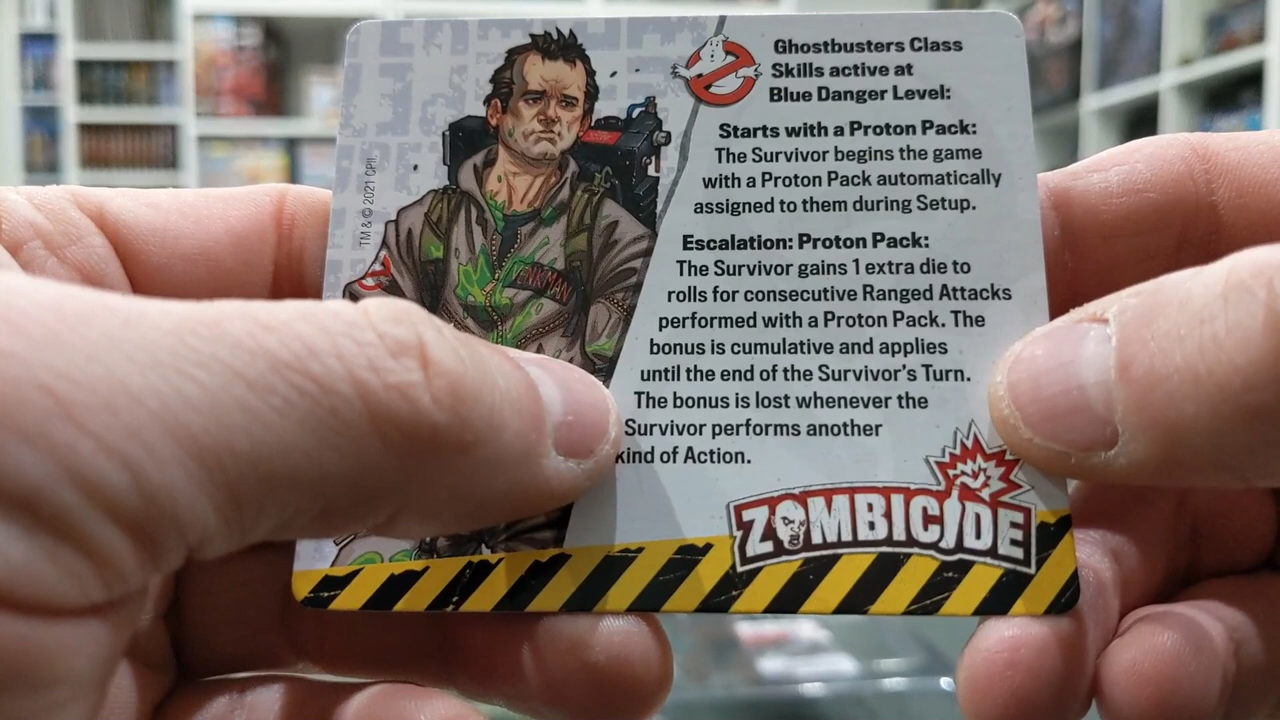 TM & © 2021 CPII.
VENKMAN
Ghostbusters Class
Skills active at
Blue Danger Level:
Starts with a Proton Pack:
The Survivor begins the game
with a Proton Pack automatically
assigned to them during Setup.
Escalation: Proton Pack:
The Survivor gains 1 extra die to
rolls for consecutive Ranged Attacks
performed with a Proton Pack. The
bonus is cumulative and applies
until the end of the Survivor's Turn.
The bonus is lost whenever the
Survivor performs another
kind of Action.
ZOMBICIDE